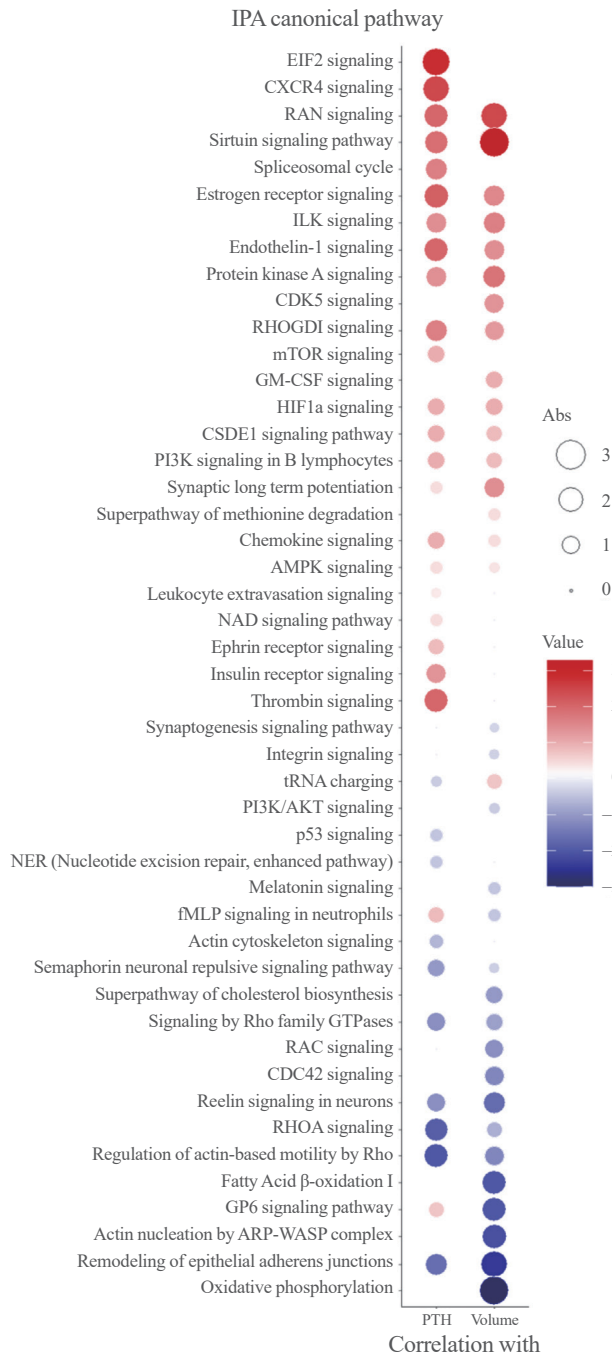 IPA canonical pathway
EIF2 signaling
CXCR4 signaling
RAN signaling
Sirtuin signaling pathway
Spliceosomal cycle
Estrogen receptor signaling
ILK signaling
Endothelin-1 signaling
Protein kinase A signaling
CDK5 signaling
RHOGDI signaling
mTOR signaling
GM-CSF signaling
HIF1a signaling
CSDE1 signaling pathway
PI3K signaling in B lymphocytes
Synaptic long term potentiation
Superpathway of methionine degradation
Chemokine signaling
AMPK signaling
Leukocyte extravasation signaling
NAD signaling pathway
Ephrin receptor signaling
Insulin receptor signaling
Thrombin signaling
Synaptogenesis signaling pathway
Integrin signaling
tRNA charging
PI3K/AKT signaling
p53 signaling
NER (Nucleotide excision repair, enhanced pathway)
Melatonin signaling
fMLP signaling in neutrophils
Actin cytoskeleton signaling
Semaphorin neuronal repulsive signaling pathway
Superpathway of cholesterol biosynthesis
Signaling by Rho family GTPases
RAC signaling
CDC42 signaling
Reelin signaling in neurons
RHOA signaling
Regulation of actin-based motility by Rho
Fatty Acid β-oxidation I
GP6 signaling pathway
Actin nucleation by ARP-WASP complex
Remodeling of epithelial adherens junctions
Oxidative phosphorylation
PTH Volume
Correlation with
Abs
3
2
1
0
Value